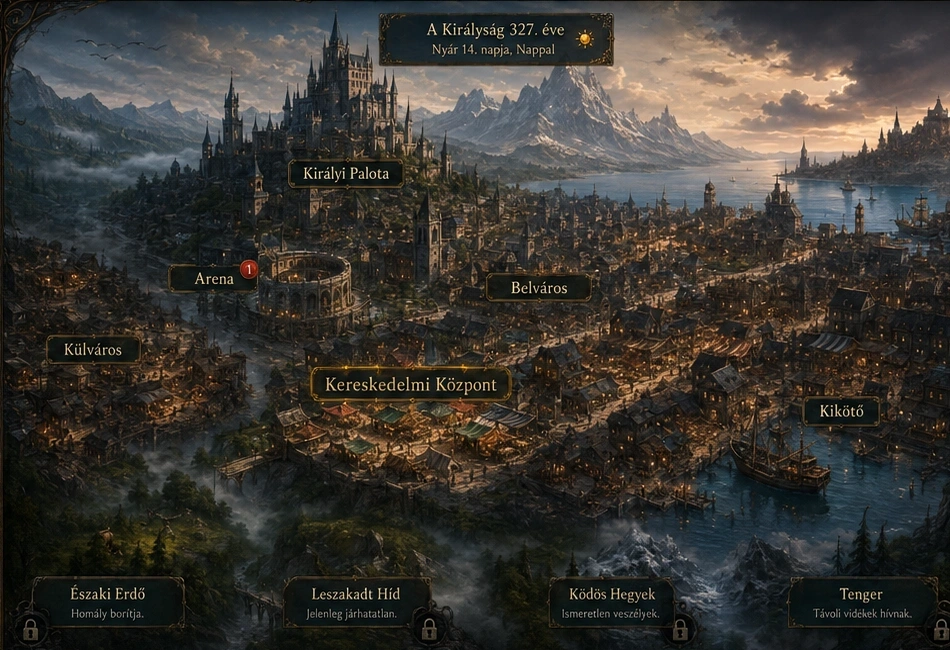 A Királyság 327. éve
Nyár 14. napja, Nappal
Királyi Palota
Arena
1
Belváros
Külváros
Kereskedelmi Központ
Kikötő
Északi Erdő
Homály borítja.
Leszakadt Híd
Jelenleg járhatatlan.
Ködös Hegyek
Ismeretlen veszélyek.
Tenger
Távoli vidékek hívnak.